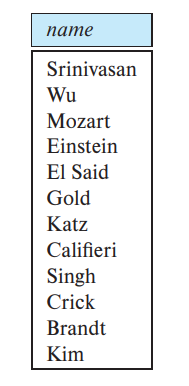 name
Srinivasan
Wu
Mozart
Einstein
El Said
Gold
Katz
Califieri
Singh
Crick
Brandt
Kim